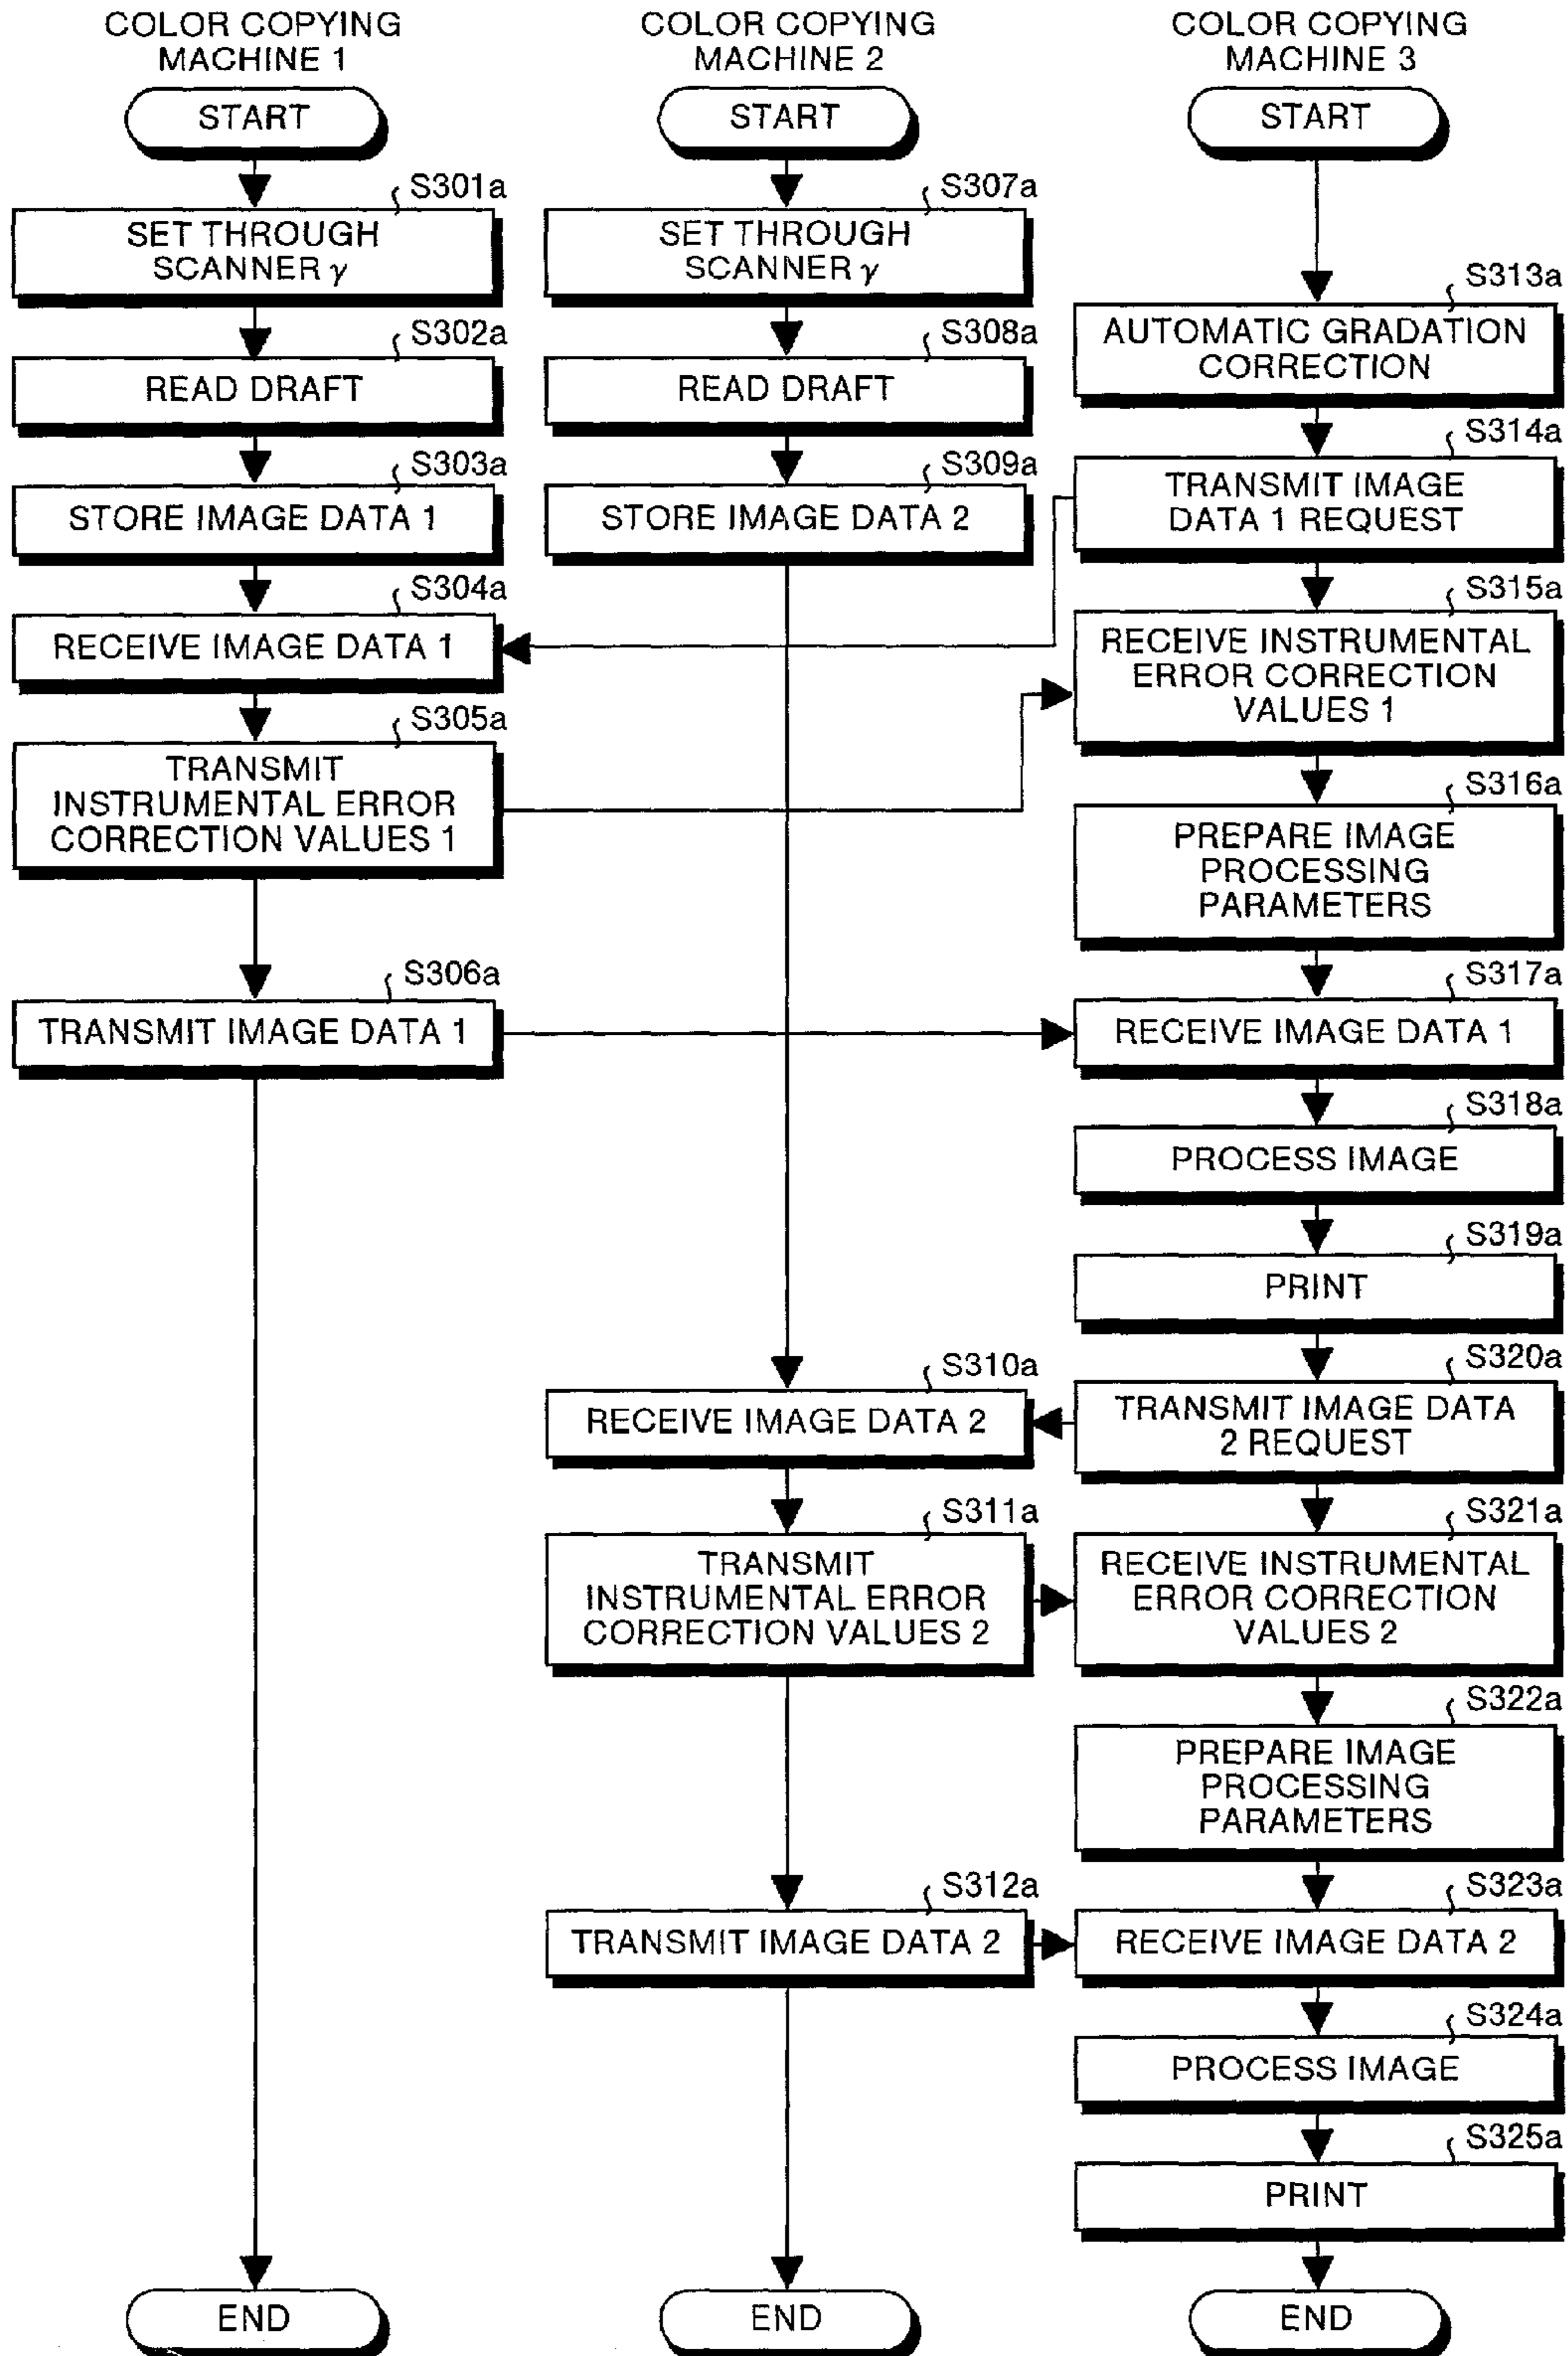 COLOR COPYING
MACHINE 1
START
S301a
SET THROUGH
SCANNER γ
S302a
READ DRAFT
S303a
STORE IMAGE DATA 1
S304a
RECEIVE IMAGE DATA 1
S305a
TRANSMIT
INSTRUMENTAL ERROR
CORRECTION VALUES 1
S306a
TRANSMIT IMAGE DATA 1
END
COLOR COPYING
MACHINE 2
START
S307a
SET THROUGH
SCANNER γ
S308a
READ DRAFT
S309a
STORE IMAGE DATA 2
S310a
RECEIVE IMAGE DATA 2
S311a
TRANSMIT
INSTRUMENTAL ERROR
CORRECTION VALUES 2
S312a
TRANSMIT IMAGE DATA 2
END
COLOR COPYING
MACHINE 3
START
S313a
AUTOMATIC GRADATION
CORRECTION
S314a
TRANSMIT IMAGE
DATA 1 REQUEST
S315a
RECEIVE INSTRUMENTAL
ERROR CORRECTION
VALUES 1
S316a
PREPARE IMAGE
PROCESSING
PARAMETERS
S317a
RECEIVE IMAGE DATA 1
S318a
PROCESS IMAGE
S319a
PRINT
S320a
TRANSMIT IMAGE DATA
2 REQUEST
S321a
RECEIVE INSTRUMENTAL
ERROR CORRECTION
VALUES 2
S322a
PREPARE IMAGE
PROCESSING
PARAMETERS
S323a
RECEIVE IMAGE DATA 2
S324a
PROCESS IMAGE
S325a
PRINT
END